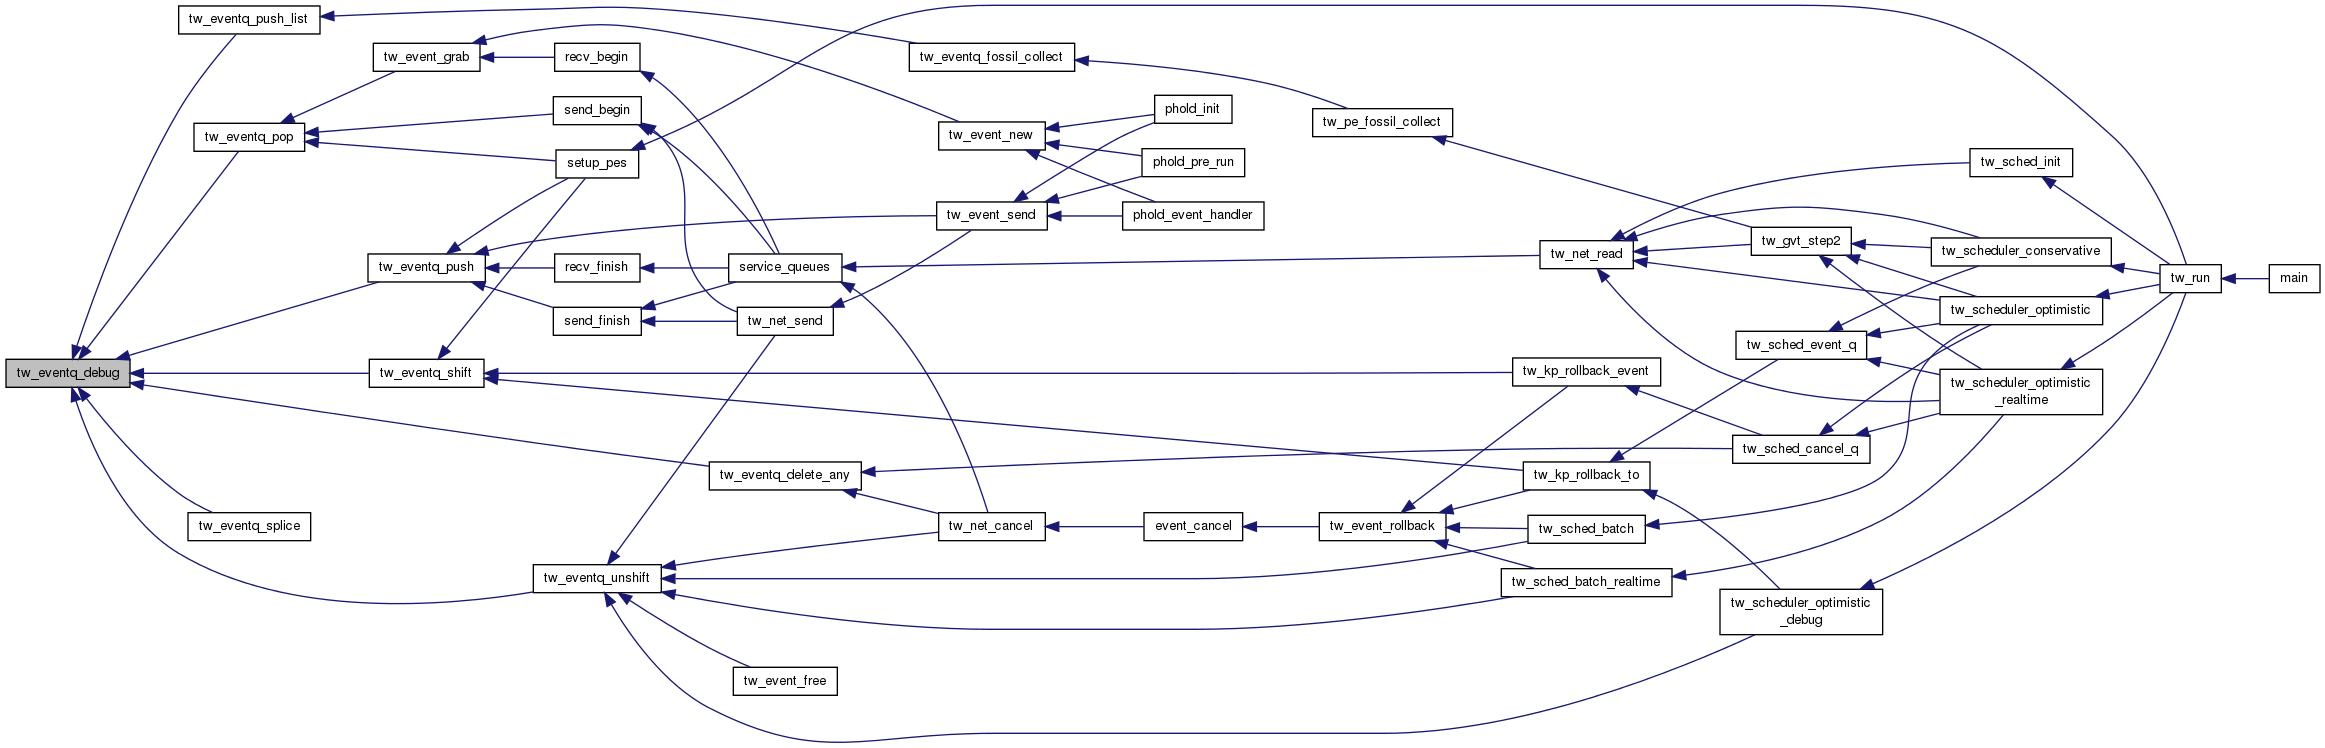 tw_eventq_push_list
tw_event_grab
recv_begin
tw_eventq_fossil_collect
send_begin
phold_init
tw_eventq_pop
tw_event_new
tw_pe_fossil_collect
setup_pes
phold_pre_run
tw_sched_init
tw_event_send
phold_event_handler
tw_gvt_step2
tw_scheduler_conservative
tw_eventq_push
recv_finish
service_queues
tw_net_read
tw_run
main
send_finish
tw_net_send
tw_scheduler_optimistic
tw_sched_event_q
tw_eventq_debug
tw_eventq_shift
tw_kp_rollback_event
tw_scheduler_optimistic
_realtime
tw_sched_cancel_q
tw_eventq_delete_any
tw_kp_rollback_to
tw_eventq_splice
tw_net_cancel
event_cancel
tw_event_rollback
tw_sched_batch
tw_eventq_unshift
tw_sched_batch_realtime
tw_scheduler_optimistic
_debug
tw_event_free